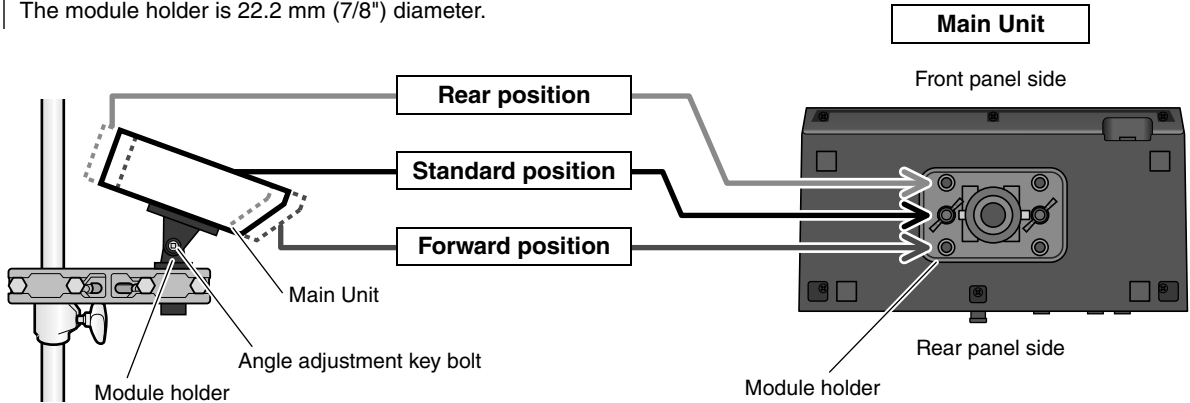 The module holder is 22.2 mm (7/8") diameter.
Main Unit
Front panel side
Rear position
Standard position
Forward position
Main Unit
Angle adjustment key bolt
Module holder
Rear panel side
Module holder